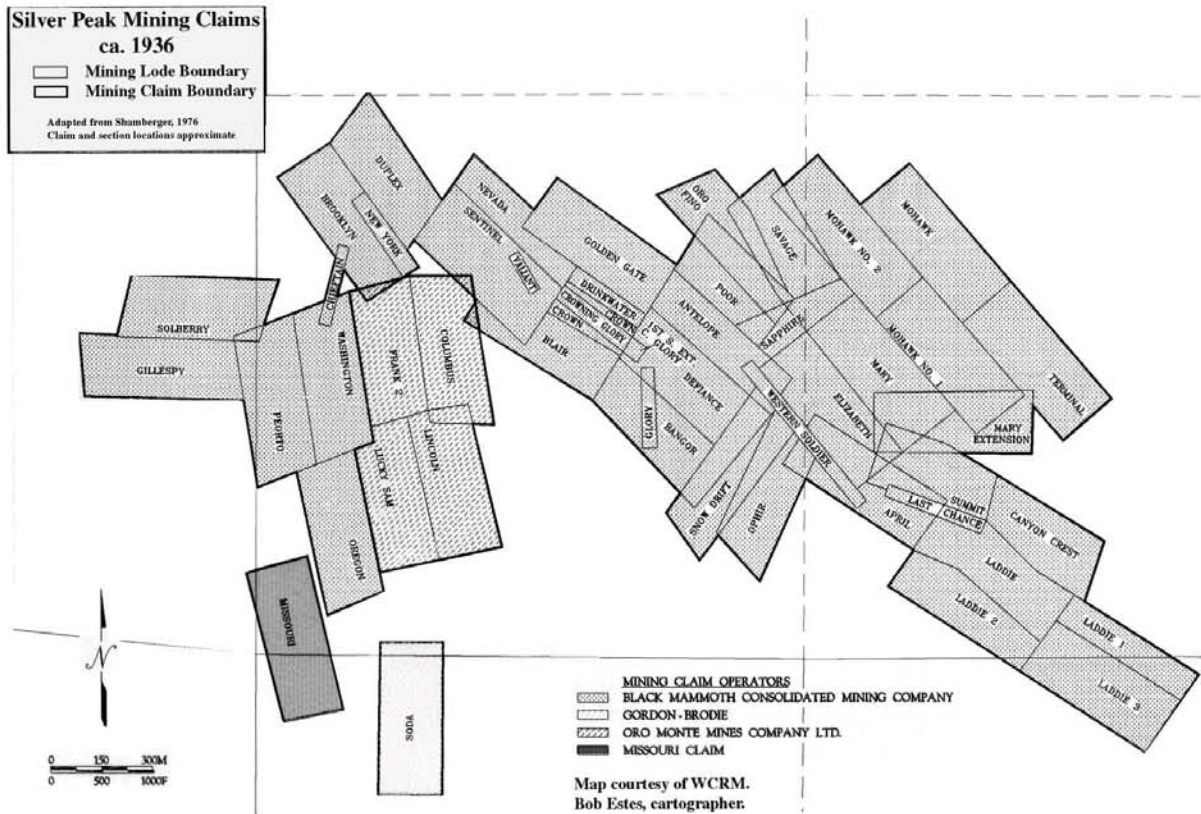 Silver Peak Mining Claims
ca. 1936
Mining Lode Boundary
Mining Claim Boundary
Adapted from Shamberger, 1976
Claim and section locations approximate
DUPLEX
BROOKLYN
NEW YORK
CHIEFTAIN
SOLBERRY
GILLESPY
WASHINGTON
PEORTO
FRANK 2
COLUMBUS
LUCKY SAM
LINCOLN
OREGON
MISSOURI
SODA
NEVADA
SENTINEL
VALIANT
GOLDEN GATE
DRINKWATER
CROWNING GLORY
CROWN
CROWN
C. GLORY
1ST S. EXT
BLAIR
ANTELOPE
DEFIANCE
GLORY
BANGOR
ORO
FINO
POOR
SAVAGE
SAPPHIRE
MOHAWK NO. 2
MOHAWK
MOHAWK NO. 1
TERMINAL
MARY
ELIZABETH
MARY
EXTENSION
WESTERN SOLDIER
SNOW DRIFT
OPHIR
APRIL
SUMMIT
LAST CHANCE
CANYON CREST
LADDIE
LADDIE 2
LADDIE 1
LADDIE 3
N
0 150 300M
0 500 1000F
MINING CLAIM OPERATORS
BLACK MAMMOTH CONSOLIDATED MINING COMPANY
GORDON-BRODIE
ORO MONTE MINES COMPANY LTD.
MISSOURI CLAIM
Map courtesy of WCRM.
Bob Estes, cartographer.